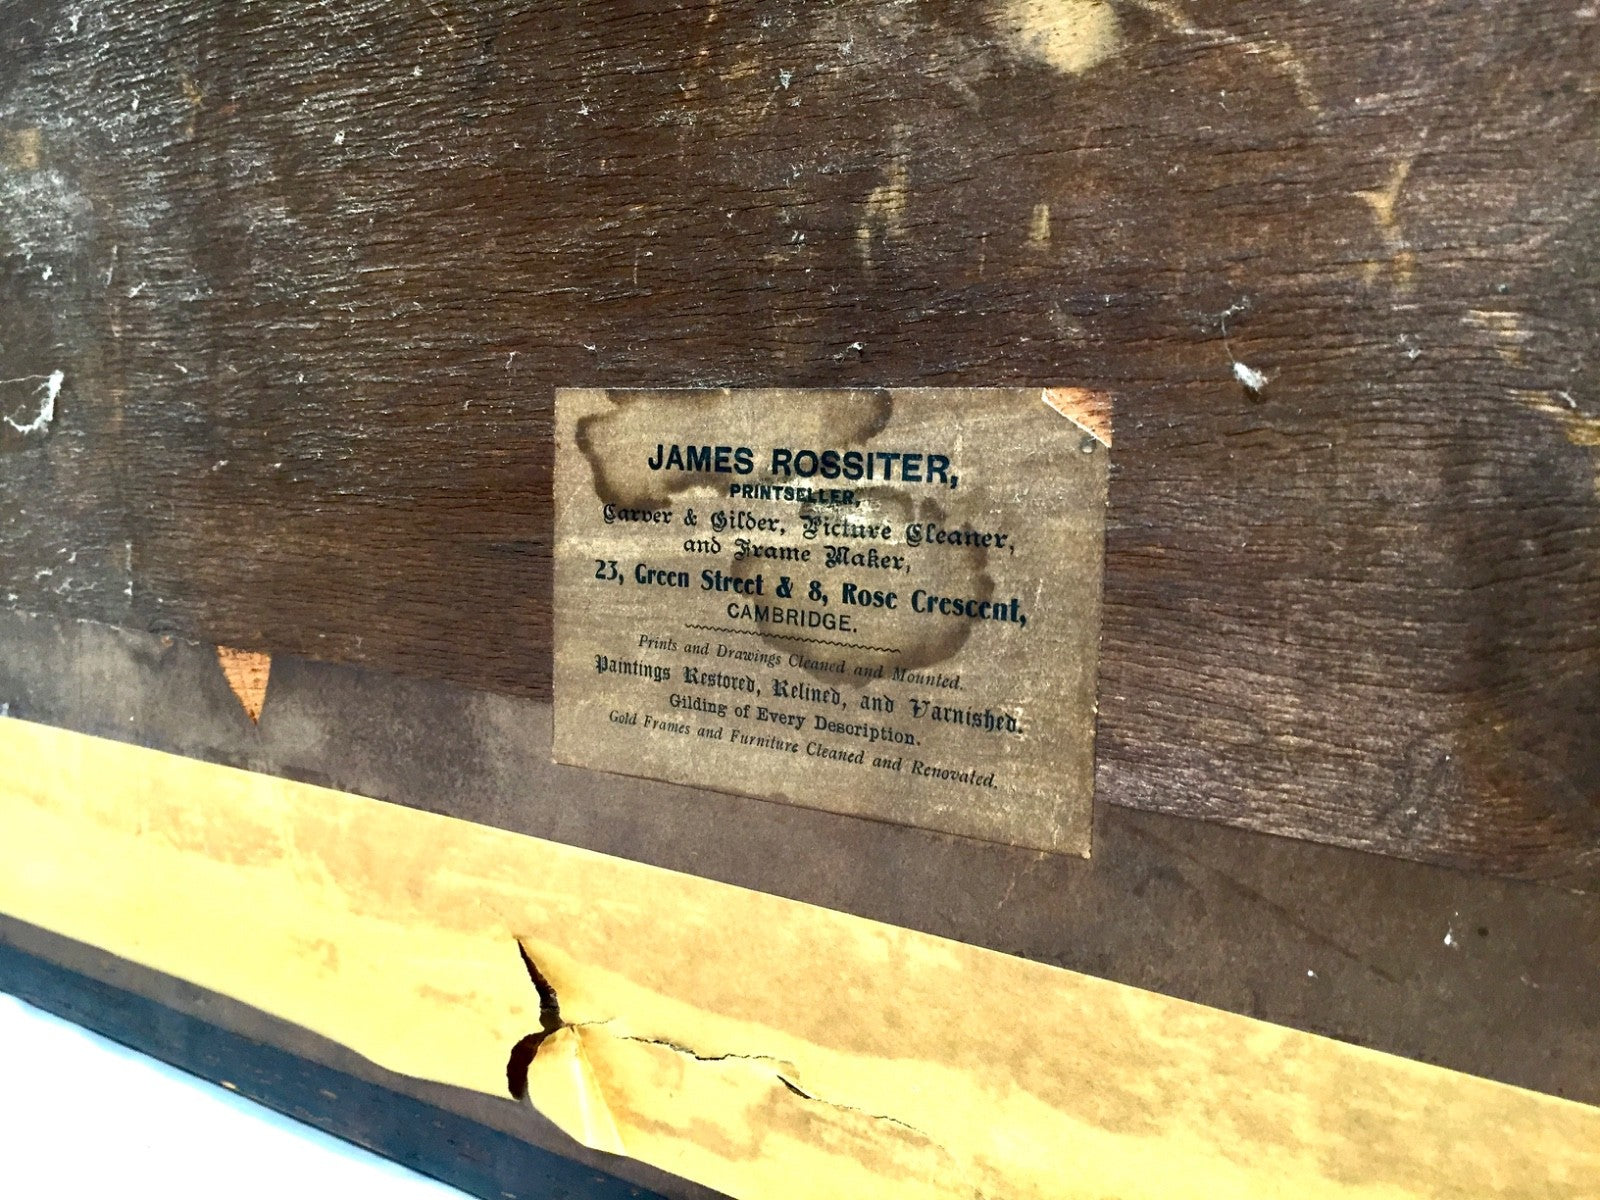 JAMES ROSSITER,
PRINTSELLER,
Carver & Gilder, Picture Cleaner,
and Frame Maker,
23, Green Street & 8, Rose Crescent,
CAMBRIDGE.
Prints and Drawings Cleaned and Mounted.
Paintings Restored, Relined, and Varnished.
Gilding of Every Description.
Gold Frames and Furniture Cleaned and Renovated.